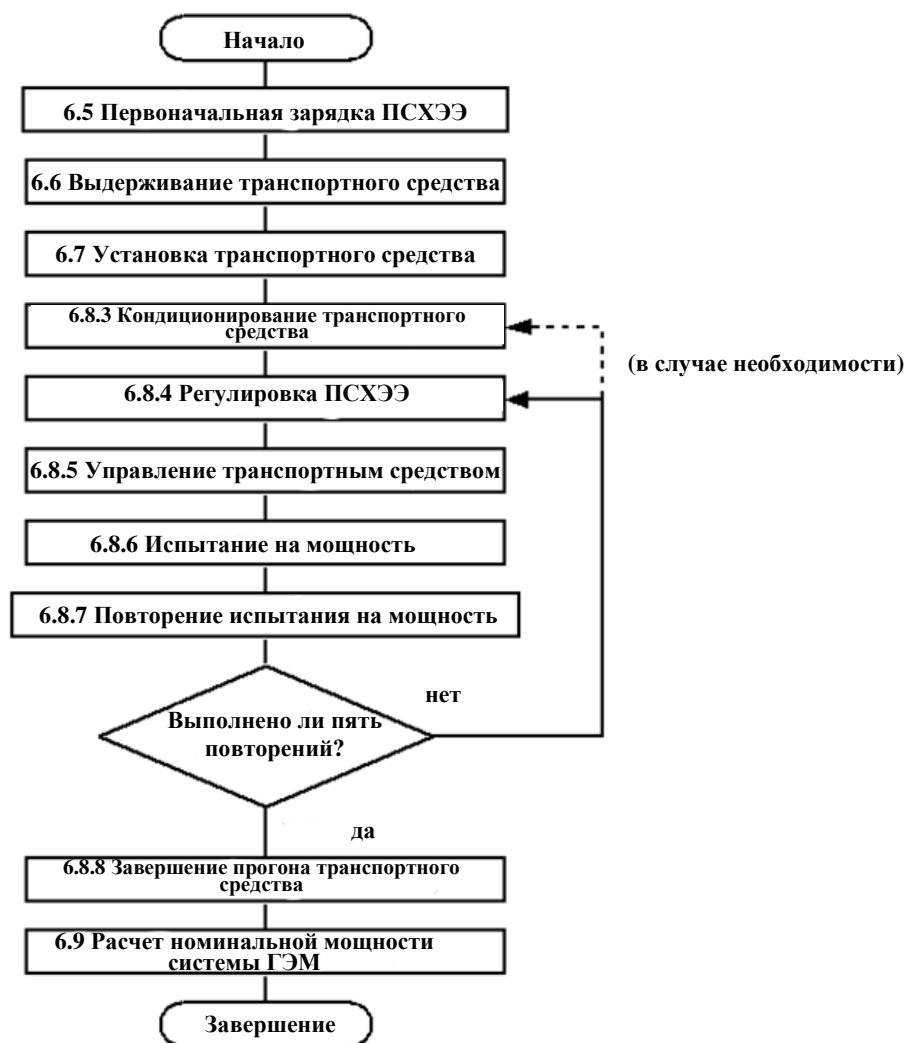 Начало
6.5 Первоначальная зарядка ПСХЭЭ
6.6 Выдерживание транспортного средства
6.7 Установка транспортного средства
6.8.3 Кондиционирование транспортного
средства
(в случае необходимости)
6.8.4 Регулировка ПСХЭЭ
6.8.5 Управление транспортным средством
6.8.6 Испытание на мощность
6.8.7 Повторение испытания на мощность
нет
Выполнено ли пять
повторений?
да
6.8.8 Завершение прогона транспортного
средства
6.9 Расчет номинальной мощности
системы ГЭМ
Завершение